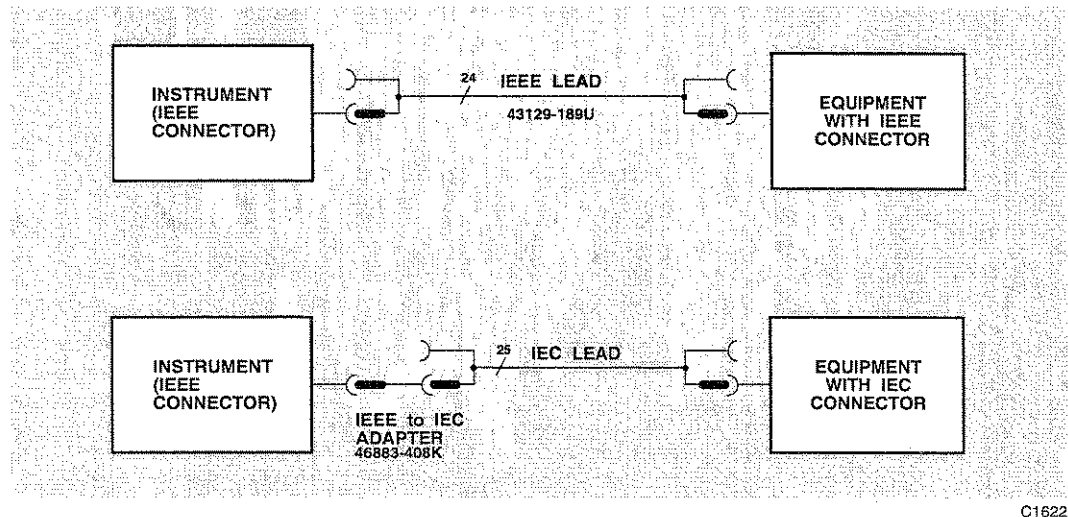 INSTRUMENT
(IEEE
CONNECTOR)
24 IEEE LEAD
43129-189U
EQUIPMENT
WITH IEEE
CONNECTOR
INSTRUMENT
(IEEE
CONNECTOR)
IEEE to IEC
ADAPTER
46883-408K
25 IEC LEAD
EQUIPMENT
WITH IEC
CONNECTOR
C1622